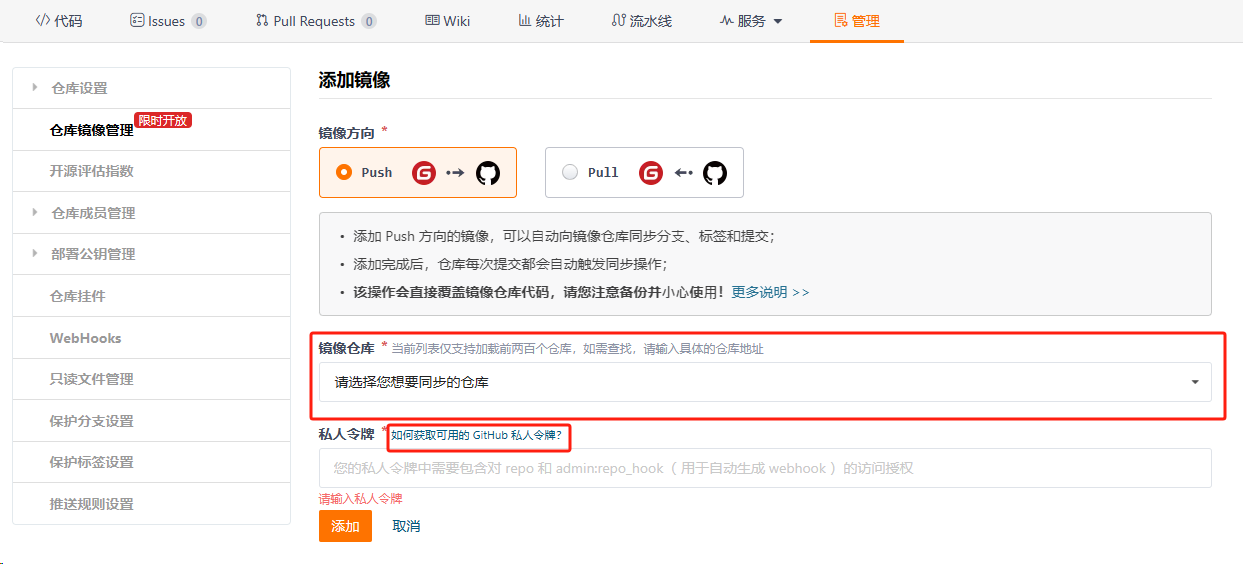 代码 Issues 0 Pull Requests 0 Wiki 统计 流水线 服务 管理
仓库设置
仓库镜像管理 限时开放
开源评估指数
仓库成员管理
部署公钥管理
仓库挂件
WebHooks
只读文件管理
保护分支设置
保护标签设置
推送规则设置
添加镜像
镜像方向 *
Push Pull
• 添加 Push 方向的镜像，可以自动向镜像仓库同步分支、标签和提交；
• 添加完成后，仓库每次提交都会自动触发同步操作；
• 该操作会直接覆盖镜像仓库代码，请您注意备份并小心使用！更多说明 >>
镜像仓库 * 当前列表仅支持加载前两百个仓库，如需查找，请输入具体的仓库地址
请选择您想要同步的仓库
私人令牌 * 如何获取可用的 GitHub 私人令牌？
您的私人令牌中需要包含对 repo 和 admin:repo_hook（ 用于自动生成 webhook ）的访问授权
请输入私人令牌
添加 取消